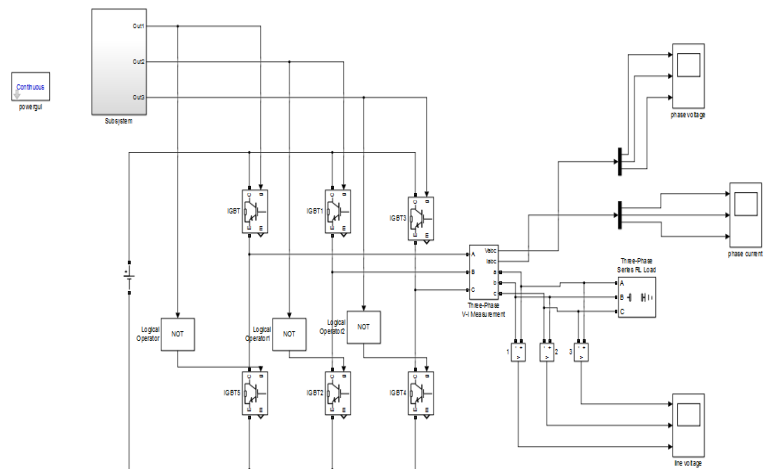 Continuous
powergui
Out1
Out2
Out3
Subsystem
phase voltage
phase current
IGBT
IGBT1
IGBT3
C
E
A
B
C
Vabc
Iabc
a
b
c
Three-Phase
V-I Measurement
Three-Phase
Series RL Load
A
B
C
Logical
Operator
NOT
Logical
Operator1
NOT
Logical
Operator2
NOT
1
2
3
IGBT5
IGBT2
IGBT4
line voltage